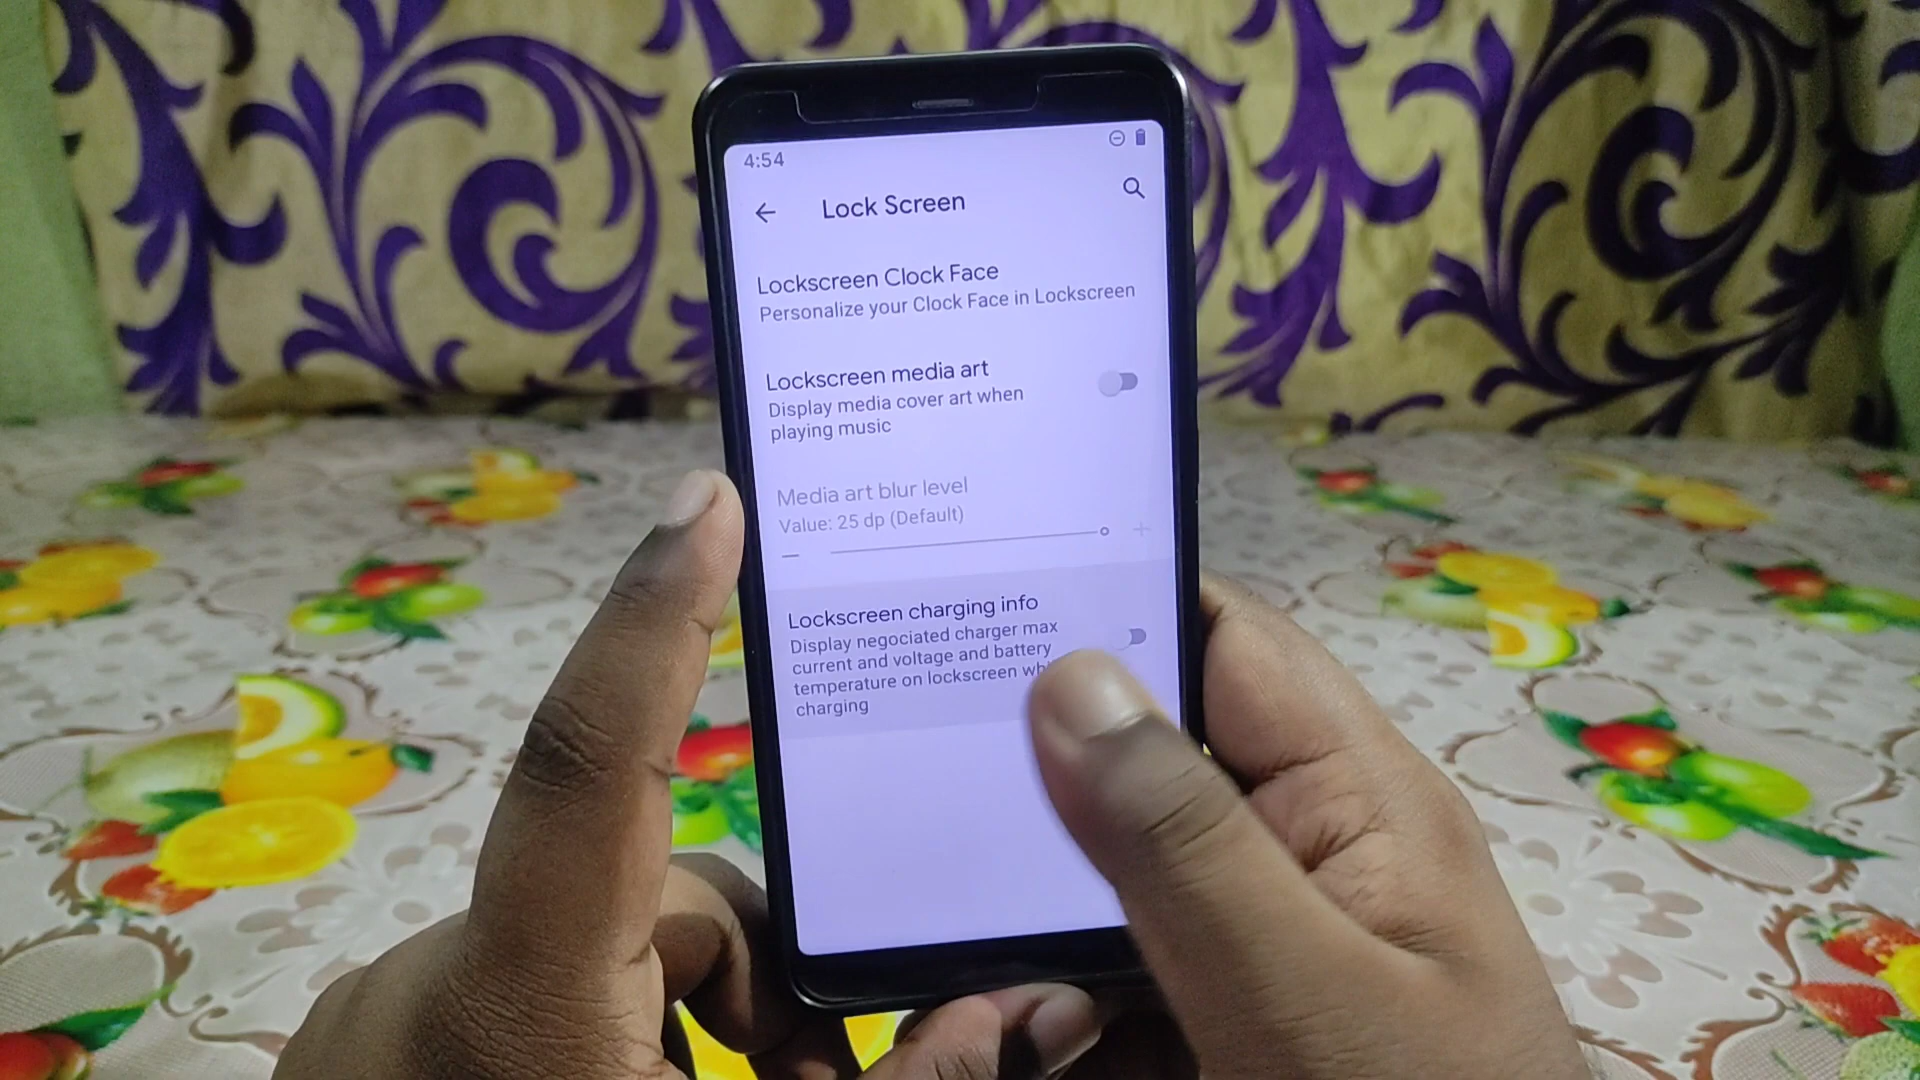 4:54
Lock Screen
Lockscreen Clock Face
Personalize your Clock Face in Lockscreen
Lockscreen media art
Display media cover art when
playing music
Media art blur level
Value: 25 dp (Default)
Lockscreen charging info
Display negociated charger max
current and voltage and battery
temperature on lockscreen
charging